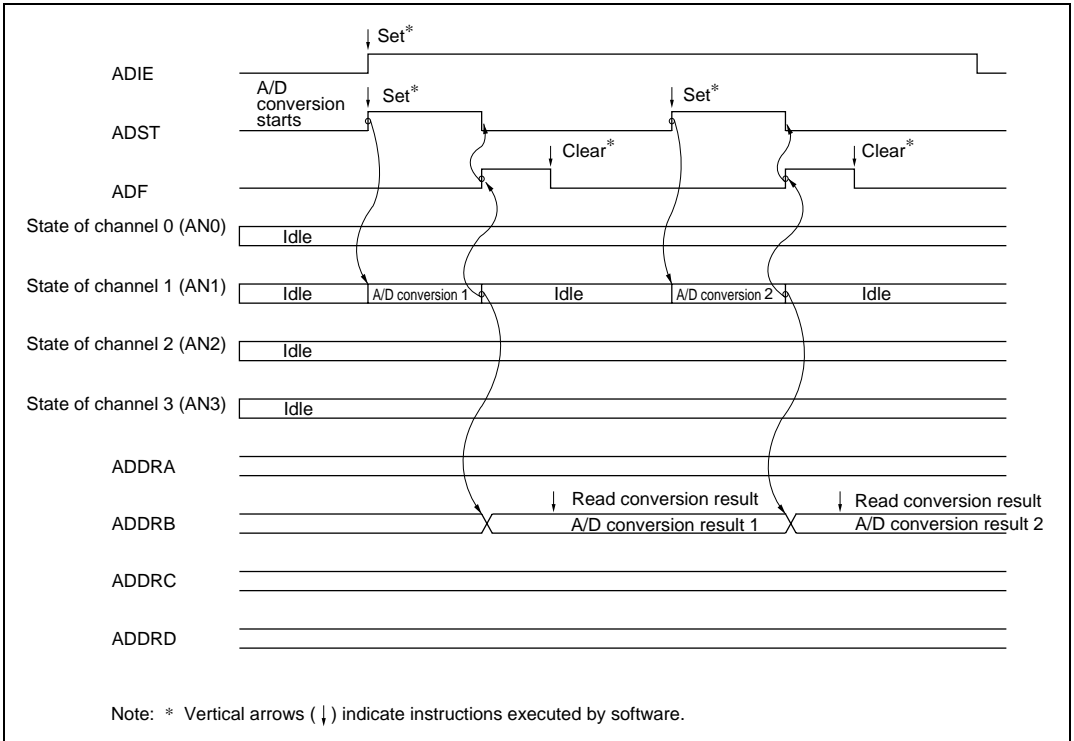 Set*
ADIE
A/D
conversion
starts
Set*
Set*
ADST
Clear*
Clear*
ADF
State of channel 0 (AN0)
Idle
State of channel 1 (AN1)
Idle
A/D conversion 1
Idle
A/D conversion 2
Idle
State of channel 2 (AN2)
Idle
State of channel 3 (AN3)
Idle
ADDRA
Read conversion result
Read conversion result
ADDRB
A/D conversion result 1
A/D conversion result 2
ADDRC
ADDRD
Note: * Vertical arrows (↓) indicate instructions executed by software.